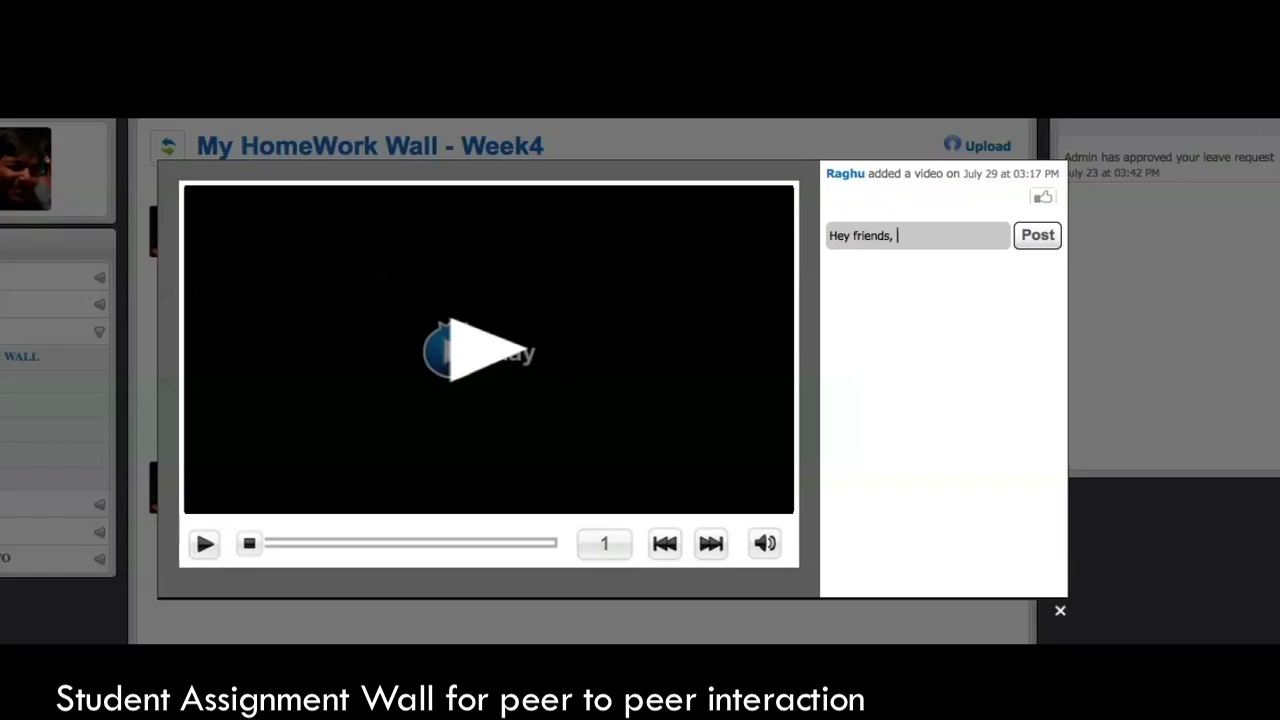 My HomeWork Wall - Week4
Upload
Admin has approved your leave request
July 23 at 03:42 PM
Raghu added a video on July 29 at 03:17 PM
Hey friends,
Post
WALL
1
Student Assignment Wall for peer to peer interaction